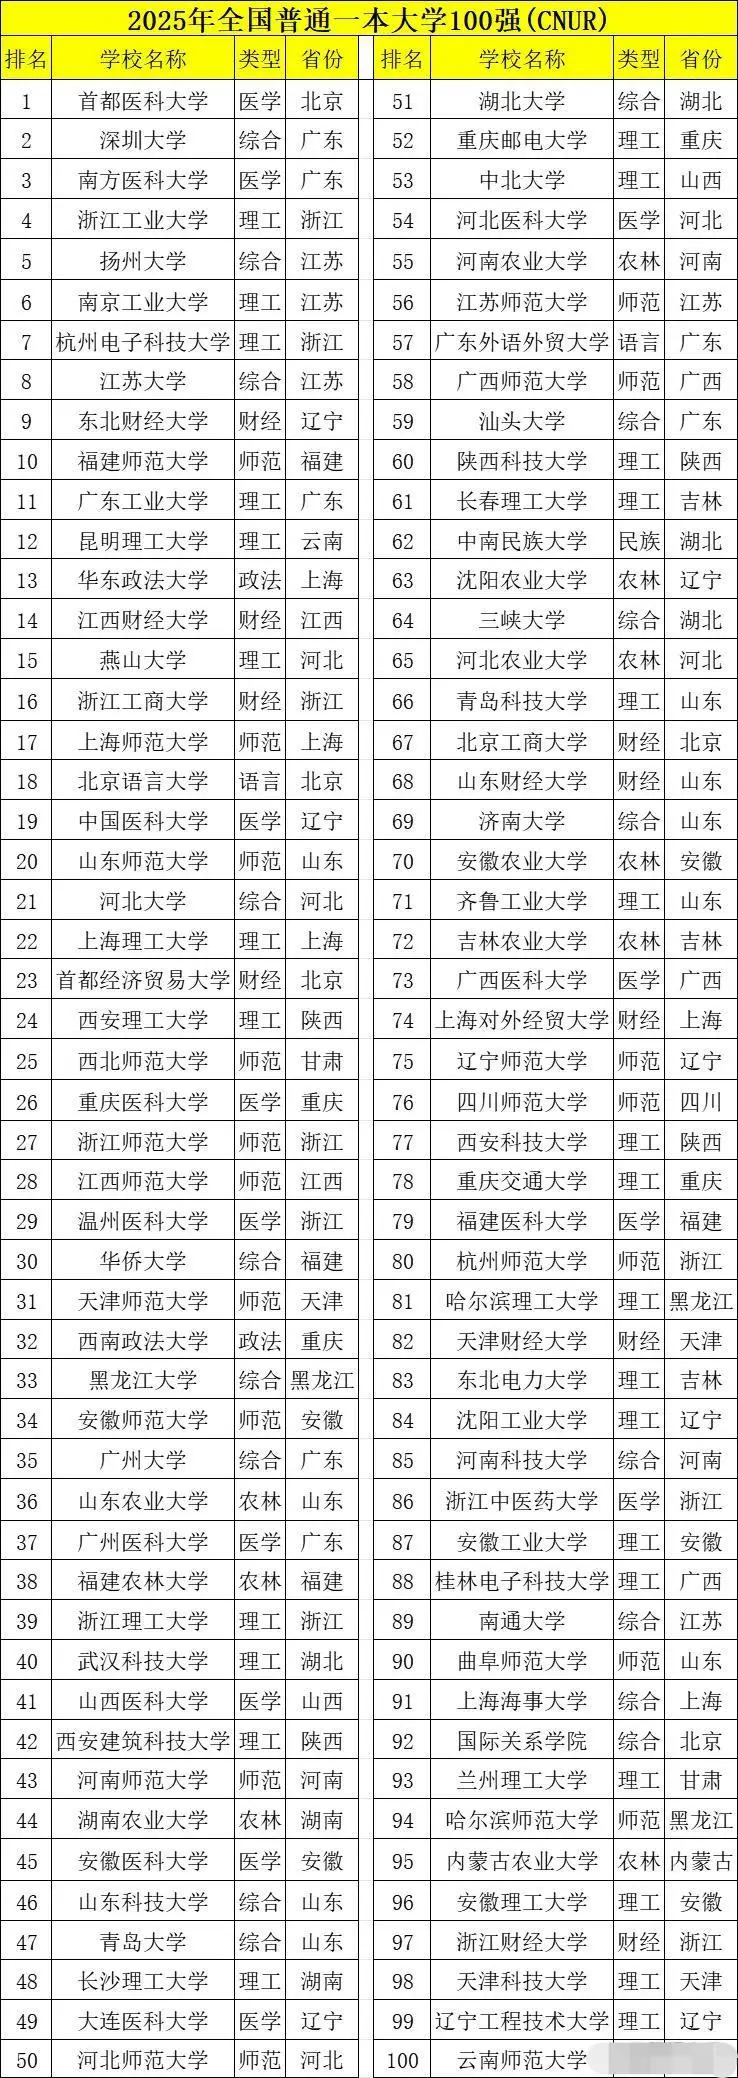 2025年全国普通一本大学100强(CNUR)
排名 学校名称 类型 省份 排名 学校名称 类型 省份
1 首都医科大学 医学 北京 51 湖北大学 综合 湖北
2 深圳大学 综合 广东 52 重庆邮电大学 理工 重庆
3 南方医科大学 医学 广东 53 中北大学 理工 山西
4 浙江工业大学 理工 浙江 54 河北医科大学 医学 河北
5 扬州大学 综合 江苏 55 河南农业大学 农林 河南
6 南京工业大学 理工 江苏 56 江苏师范大学 师范 江苏
7 杭州电子科技大学 理工 浙江 57 广东外语外贸大学 语言 广东
8 江苏大学 综合 江苏 58 广西师范大学 师范 广西
9 东北财经大学 财经 辽宁 59 汕头大学 综合 广东
10 福建师范大学 师范 福建 60 陕西科技大学 理工 陕西
11 广东工业大学 理工 广东 61 长春理工大学 理工 吉林
12 昆明理工大学 理工 云南 62 中南民族大学 民族 湖北
13 华东政法大学 政法 上海 63 沈阳农业大学 农林 辽宁
14 江西财经大学 财经 江西 64 三峡大学 综合 湖北
15 燕山大学 理工 河北 65 河北农业大学 农林 河北
16 浙江工商大学 财经 浙江 66 青岛科技大学 理工 山东
17 上海师范大学 师范 上海 67 北京工商大学 财经 北京
18 北京语言大学 语言 北京 68 山东财经大学 财经 山东
19 中国医科大学 医学 辽宁 69 济南大学 综合 山东
20 山东师范大学 师范 山东 70 安徽农业大学 农林 安徽
21 河北大学 综合 河北 71 齐鲁工业大学 理工 山东
22 上海理工大学 理工 上海 72 吉林农业大学 农林 吉林
23 首都经济贸易大学 财经 北京 73 广西医科大学 医学 广西
24 西安理工大学 理工 陕西 74 上海对外经贸大学 财经 上海
25 西北师范大学 师范 甘肃 75 辽宁师范大学 师范 辽宁
26 重庆医科大学 医学 重庆 76 四川师范大学 师范 四川
27 浙江师范大学 师范 浙江 77 西安科技大学 理工 陕西
28 江西师范大学 师范 江西 78 重庆交通大学 理工 重庆
29 温州医科大学 医学 浙江 79 福建医科大学 医学 福建
30 华侨大学 综合 福建 80 杭州师范大学 师范 浙江
31 天津师范大学 师范 天津 81 哈尔滨理工大学 理工 黑龙江
32 西南政法大学 政法 重庆 82 天津财经大学 财经 天津
33 黑龙江大学 综合 黑龙江 83 东北电力大学 理工 吉林
34 安徽师范大学 师范 安徽 84 沈阳工业大学 理工 辽宁
35 广州大学 综合 广东 85 河南科技大学 综合 河南
36 山东农业大学 农林 山东 86 浙江中医药大学 医学 浙江
37 广州医科大学 医学 广东 87 安徽工业大学 理工 安徽
38 福建农林大学 农林 福建 88 桂林电子科技大学 理工 广西
39 浙江理工大学 理工 浙江 89 南通大学 综合 江苏
40 武汉科技大学 理工 湖北 90 曲阜师范大学 师范 山东
41 山西医科大学 医学 山西 91 上海海事大学 综合 上海
42 西安建筑科技大学 理工 陕西 92 国际关系学院 综合 北京
43 河南师范大学 师范 河南 93 兰州理工大学 理工 甘肃
44 湖南农业大学 农林 湖南 94 哈尔滨师范大学 师范 黑龙江
45 安徽医科大学 医学 安徽 95 内蒙古农业大学 农林 内蒙古
46 山东科技大学 综合 山东 96 安徽理工大学 理工 安徽
47 青岛大学 综合 山东 97 浙江财经大学 财经 浙江
48 长沙理工大学 理工 湖南 98 天津科技大学 理工 天津
49 大连医科大学 医学 辽宁 99 辽宁工程技术大学 理工 辽宁
50 河北师范大学 师范 河北 100 云南师范大学